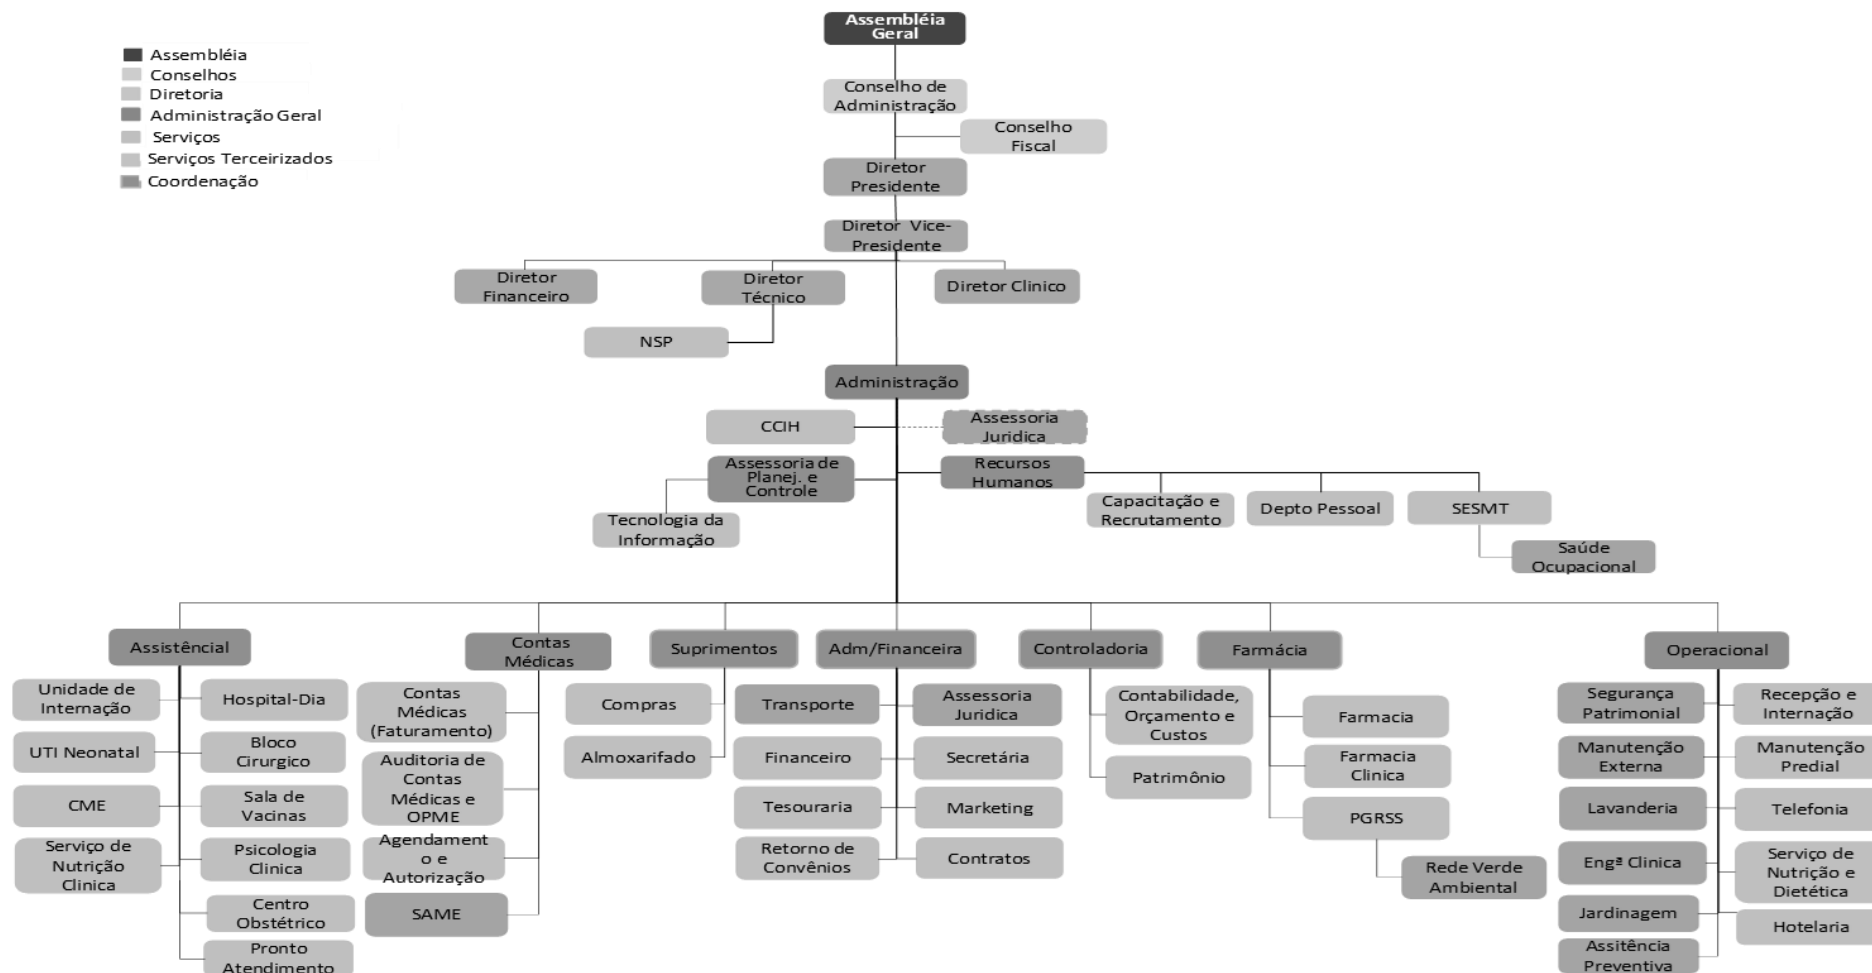 Assembléia
Geral
Assembléia
Conselhos
Diretoria
Administração Geral
Serviços
Serviços Terceirizados
Coordenação
Conselho de
Administração
Conselho
Fiscal
Diretor
Presidente
Diretor Vice-
Presidente
Diretor
Financeiro
Diretor
Técnico
Diretor Clinico
NSP
Administração
CCIH
Assessoria
Juridica
Assessoria de
Planej. e
Controle
Recursos
Humanos
Tecnologia da
Informação
Capacitação e
Recrutamento
Depto Pessoal
SESMT
Saúde
Ocupacional
Assistêncial
Contas
Médicas
Suprimentos
Adm/Financeira
Controladoria
Farmácia
Operacional
Unidade de
Internação
Hospital-Dia
UTI Neonatal
Bloco
Cirurgico
CME
Sala de
Vacinas
Serviço de
Nutrição
Clinica
Psicologia
Clinica
Centro
Obstétrico
Pronto
Atendimento
Contas
Médicas
(Faturamento)
Auditoria de
Contas
Médicas e
OPME
Agendament
o e
Autorização
SAME
Compras
Almoxarifado
Transporte
Assessoria
Juridica
Financeiro
Secretária
Tesouraria
Marketing
Retorno de
Convênios
Contratos
Contabilidade,
Orçamento e
Custos
Patrimônio
Farmacia
Farmacia
Clinica
PGRSS
Rede Verde
Ambiental
Segurança
Patrimonial
Recepção e
Internação
Manutenção
Externa
Manutenção
Predial
Lavanderia
Telefonia
Engª Clinica
Serviço de
Nutrição e
Dietética
Jardinagem
Hotelaria
Assitência
Preventiva